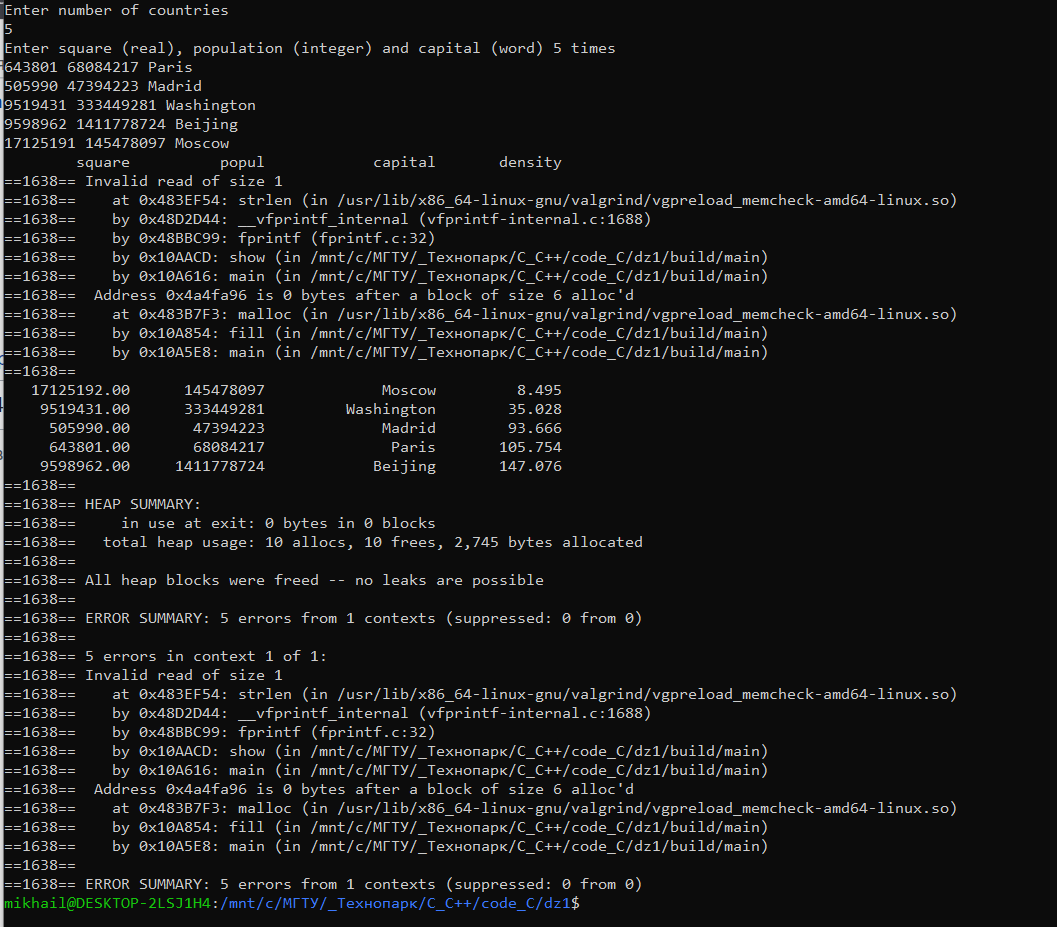 Enter number of countries
5
Enter square (real), population (integer) and capital (word) 5 times
643801 68084217 Paris
505990 47394223 Madrid
9519431 333449281 Washington
9598962 1411778724 Beijing
17125191 145478097 Moscow
        square          popul            capital       density
==1638== Invalid read of size 1
==1638==    at 0x483EF54: strlen (in /usr/lib/x86_64-linux-gnu/valgrind/vgpreload_memcheck-amd64-linux.so)
==1638==    by 0x48D2D44: __vfprintf_internal (vfprintf-internal.c:1688)
==1638==    by 0x48BBC99: fprintf (fprintf.c:32)
==1638==    by 0x10AACD: show (in /mnt/c/МГТУ/_Технопарк/C_C++/code_C/dz1/build/main)
==1638==    by 0x10A616: main (in /mnt/c/МГТУ/_Технопарк/C_C++/code_C/dz1/build/main)
==1638==  Address 0x4a4fa96 is 0 bytes after a block of size 6 alloc'd
==1638==    at 0x483B7F3: malloc (in /usr/lib/x86_64-linux-gnu/valgrind/vgpreload_memcheck-amd64-linux.so)
==1638==    by 0x10A854: fill (in /mnt/c/МГТУ/_Технопарк/C_C++/code_C/dz1/build/main)
==1638==    by 0x10A5E8: main (in /mnt/c/МГТУ/_Технопарк/C_C++/code_C/dz1/build/main)
==1638==
   17125192.00      145478097             Moscow         8.495
    9519431.00      333449281         Washington        35.028
     505990.00       47394223             Madrid        93.666
     643801.00       68084217              Paris       105.754
    9598962.00     1411778724            Beijing       147.076
==1638==
==1638== HEAP SUMMARY:
==1638==     in use at exit: 0 bytes in 0 blocks
==1638==   total heap usage: 10 allocs, 10 frees, 2,745 bytes allocated
==1638==
==1638== All heap blocks were freed -- no leaks are possible
==1638==
==1638== ERROR SUMMARY: 5 errors from 1 contexts (suppressed: 0 from 0)
==1638==
==1638== 5 errors in context 1 of 1:
==1638== Invalid read of size 1
==1638==    at 0x483EF54: strlen (in /usr/lib/x86_64-linux-gnu/valgrind/vgpreload_memcheck-amd64-linux.so)
==1638==    by 0x48D2D44: __vfprintf_internal (vfprintf-internal.c:1688)
==1638==    by 0x48BBC99: fprintf (fprintf.c:32)
==1638==    by 0x10AACD: show (in /mnt/c/МГТУ/_Технопарк/C_C++/code_C/dz1/build/main)
==1638==    by 0x10A616: main (in /mnt/c/МГТУ/_Технопарк/C_C++/code_C/dz1/build/main)
==1638==  Address 0x4a4fa96 is 0 bytes after a block of size 6 alloc'd
==1638==    at 0x483B7F3: malloc (in /usr/lib/x86_64-linux-gnu/valgrind/vgpreload_memcheck-amd64-linux.so)
==1638==    by 0x10A854: fill (in /mnt/c/МГТУ/_Технопарк/C_C++/code_C/dz1/build/main)
==1638==    by 0x10A5E8: main (in /mnt/c/МГТУ/_Технопарк/C_C++/code_C/dz1/build/main)
==1638==
==1638== ERROR SUMMARY: 5 errors from 1 contexts (suppressed: 0 from 0)
mikhail@DESKTOP-2LSJ1H4:/mnt/c/МГТУ/_Технопарк/C_C++/code_C/dz1$